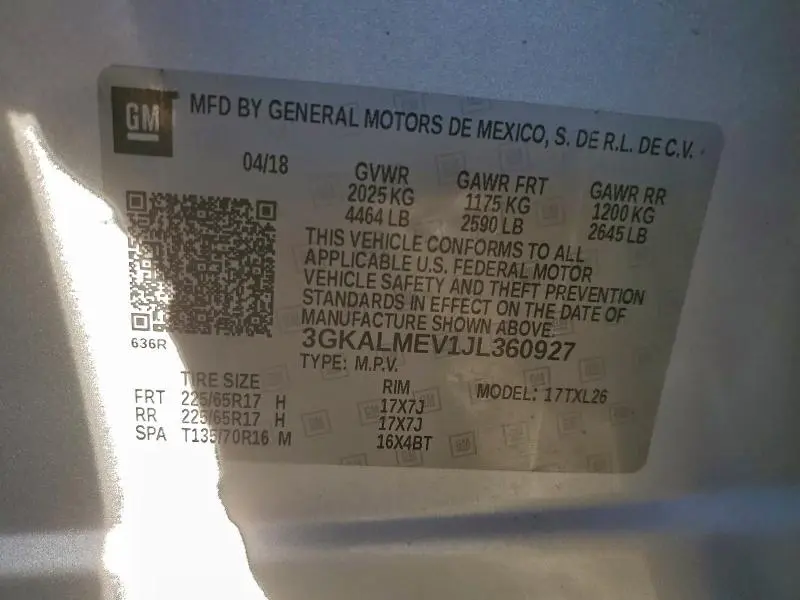 GM
MFD BY GENERAL MOTORS DE MEXICO, S. DE R.L. DE C.V.
04/18 GVWR GAWR FRT GAWR RR
2025 KG 1175 KG 1200 KG
4464 LB 2590 LB 2645 LB
THIS VEHICLE CONFORMS TO ALL
APPLICABLE U.S. FEDERAL MOTOR
VEHICLE SAFETY AND THEFT PREVENTION
STANDARDS IN EFFECT ON THE DATE OF
MANUFACTURE SHOWN ABOVE.
636R 3GKALMEV1JL360927
TYPE: M.P.V.
TIRE SIZE RIM MODEL: 17TXL26
FRT 225/65R17 H 17X7J
RR 225/65R17 H 17X7J
SPA T135/70R16 M 16X4BT